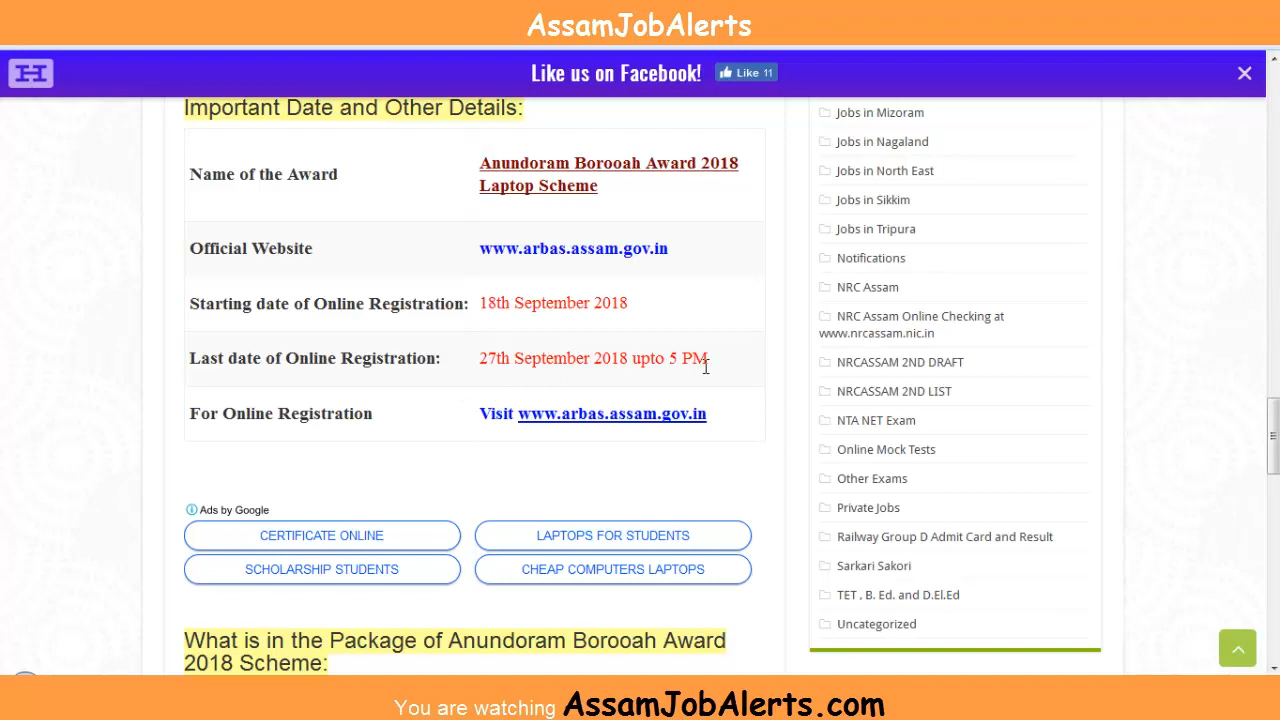 AssamJobAlerts
Like us on Facebook! Like 11
Important Date and Other Details:
Name of the Award
Anundoram Borooah Award 2018
Laptop Scheme
Official Website
www.arbas.assam.gov.in
Starting date of Online Registration:
18th September 2018
Last date of Online Registration:
27th September 2018 upto 5 PM
For Online Registration
Visit www.arbas.assam.gov.in
Ads by Google
CERTIFICATE ONLINE
LAPTOPS FOR STUDENTS
SCHOLARSHIP STUDENTS
CHEAP COMPUTERS LAPTOPS
What is in the Package of Anundoram Borooah Award
2018 Scheme:
Jobs in Mizoram
Jobs in Nagaland
Jobs in North East
Jobs in Sikkim
Jobs in Tripura
Notifications
NRC Assam
NRC Assam Online Checking at
www.nrcassam.nic.in
NRCASSAM 2ND DRAFT
NRCASSAM 2ND LIST
NTA NET Exam
Online Mock Tests
Other Exams
Private Jobs
Railway Group D Admit Card and Result
Sarkari Sakori
TET , B. Ed. and D.El.Ed
Uncategorized
You are watching AssamJobAlerts.com